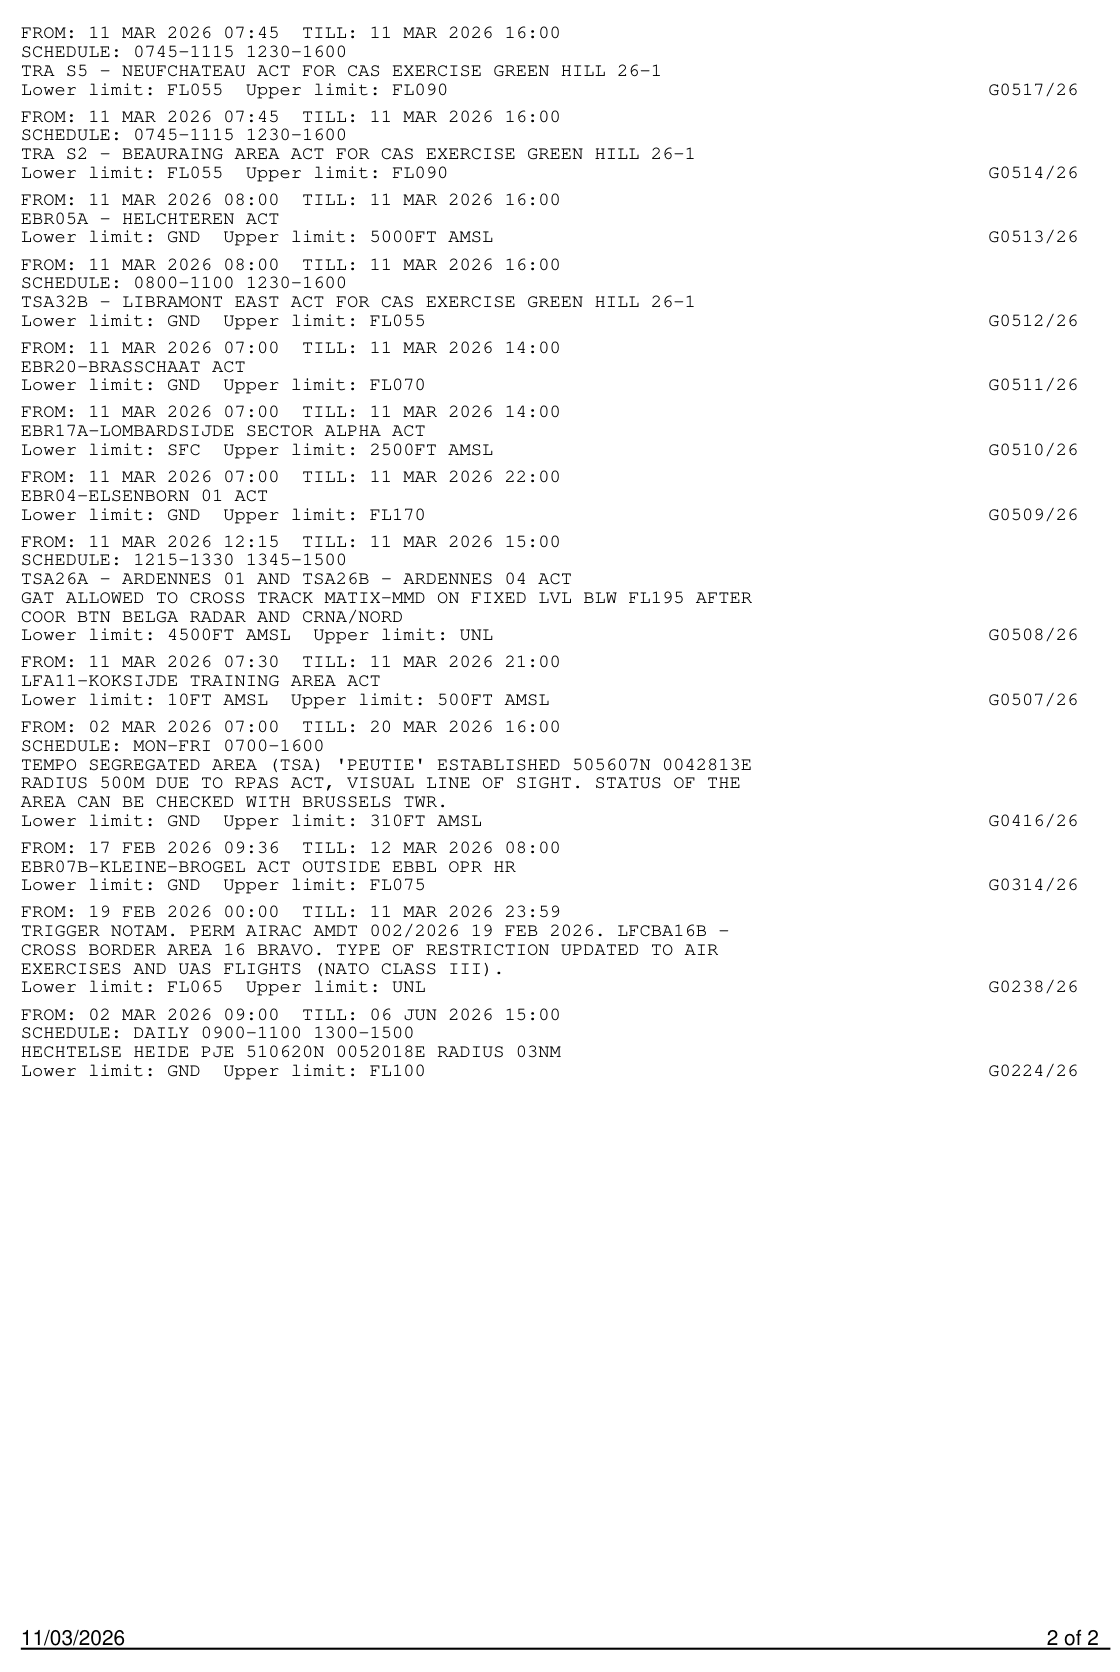 FROM: 11 MAR 2026 07:45  TILL: 11 MAR 2026 16:00
SCHEDULE: 0745-1115 1230-1600
TRA S5 - NEUFCHATEAU ACT FOR CAS EXERCISE GREEN HILL 26-1
Lower limit: FL055  Upper limit: FL090 G0517/26
FROM: 11 MAR 2026 07:45  TILL: 11 MAR 2026 16:00
SCHEDULE: 0745-1115 1230-1600
TRA S2 - BEAURAING AREA ACT FOR CAS EXERCISE GREEN HILL 26-1
Lower limit: FL055  Upper limit: FL090 G0514/26
FROM: 11 MAR 2026 08:00  TILL: 11 MAR 2026 16:00
EBR05A - HELCHTEREN ACT
Lower limit: GND  Upper limit: 5000FT AMSL G0513/26
FROM: 11 MAR 2026 08:00  TILL: 11 MAR 2026 16:00
SCHEDULE: 0800-1100 1230-1600
TSA32B - LIBRAMONT EAST ACT FOR CAS EXERCISE GREEN HILL 26-1
Lower limit: GND  Upper limit: FL055 G0512/26
FROM: 11 MAR 2026 07:00  TILL: 11 MAR 2026 14:00
EBR20-BRASSCHAAT ACT
Lower limit: GND  Upper limit: FL070 G0511/26
FROM: 11 MAR 2026 07:00  TILL: 11 MAR 2026 14:00
EBR17A-LOMBARDSIJDE SECTOR ALPHA ACT
Lower limit: SFC  Upper limit: 2500FT AMSL G0510/26
FROM: 11 MAR 2026 07:00  TILL: 11 MAR 2026 22:00
EBR04-ELSENBORN 01 ACT
Lower limit: GND  Upper limit: FL170 G0509/26
FROM: 11 MAR 2026 12:15  TILL: 11 MAR 2026 15:00
SCHEDULE: 1215-1330 1345-1500
TSA26A - ARDENNES 01 AND TSA26B - ARDENNES 04 ACT
GAT ALLOWED TO CROSS TRACK MATIX-MMD ON FIXED LVL BLW FL195 AFTER
COOR BTN BELGA RADAR AND CRNA/NORD
Lower limit: 4500FT AMSL  Upper limit: UNL G0508/26
FROM: 11 MAR 2026 07:30  TILL: 11 MAR 2026 21:00
LFA11-KOKSIJDE TRAINING AREA ACT
Lower limit: 10FT AMSL  Upper limit: 500FT AMSL G0507/26
FROM: 02 MAR 2026 07:00  TILL: 20 MAR 2026 16:00
SCHEDULE: MON-FRI 0700-1600
TEMPO SEGREGATED AREA (TSA) 'PEUTIE' ESTABLISHED 505607N 0042813E
RADIUS 500M DUE TO RPAS ACT, VISUAL LINE OF SIGHT. STATUS OF THE
AREA CAN BE CHECKED WITH BRUSSELS TWR.
Lower limit: GND  Upper limit: 310FT AMSL G0416/26
FROM: 17 FEB 2026 09:36  TILL: 12 MAR 2026 08:00
EBR07B-KLEINE-BROGEL ACT OUTSIDE EBBL OPR HR
Lower limit: GND  Upper limit: FL075 G0314/26
FROM: 19 FEB 2026 00:00  TILL: 11 MAR 2026 23:59
TRIGGER NOTAM. PERM AIRAC AMDT 002/2026 19 FEB 2026. LFCBA16B -
CROSS BORDER AREA 16 BRAVO. TYPE OF RESTRICTION UPDATED TO AIR
EXERCISES AND UAS FLIGHTS (NATO CLASS III).
Lower limit: FL065  Upper limit: UNL G0238/26
FROM: 02 MAR 2026 09:00  TILL: 06 JUN 2026 15:00
SCHEDULE: DAILY 0900-1100 1300-1500
HECHTELSE HEIDE PJE 510620N 0052018E RADIUS 03NM
Lower limit: GND  Upper limit: FL100 G0224/26
11/03/2026 2 of 2